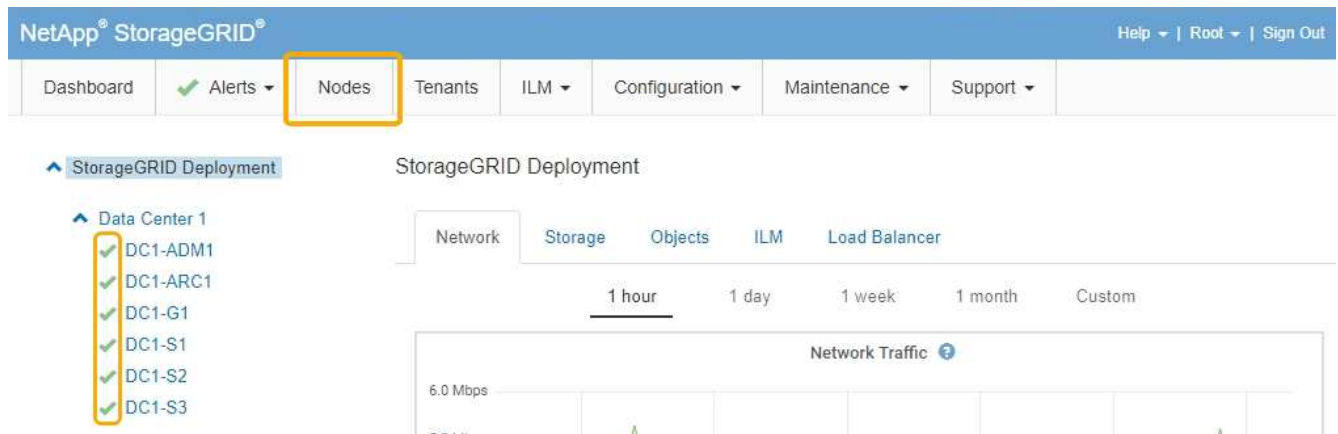 NetApp® StorageGRID®
Help | Root | Sign Out
Dashboard Alerts Nodes Tenants ILM Configuration Maintenance Support
StorageGRID Deployment
StorageGRID Deployment
Data Center 1
DC1-ADM1
DC1-ARC1
DC1-G1
DC1-S1
DC1-S2
DC1-S3
Network Storage Objects ILM Load Balancer
1 hour 1 day 1 week 1 month Custom
Network Traffic
6.0 Mbps